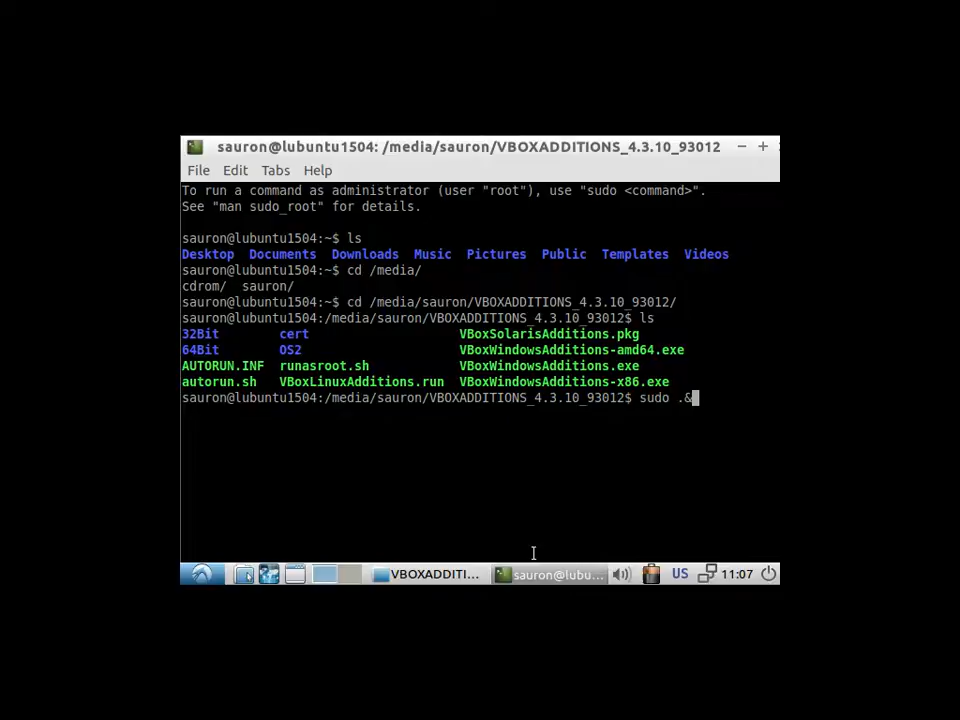 sauron@lubuntu1504: /media/sauron/VBOXADDITIONS_4.3.10_93012
File Edit Tabs Help
To run a command as administrator (user "root"), use "sudo <command>".
See "man sudo_root" for details.
sauron@lubuntu1504:~$ ls
Desktop Documents Downloads Music Pictures Public Templates Videos
sauron@lubuntu1504:~$ cd /media/
cdrom/ sauron/
sauron@lubuntu1504:~$ cd /media/sauron/VBOXADDITIONS_4.3.10_93012/
sauron@lubuntu1504:/media/sauron/VBOXADDITIONS_4.3.10_93012$ ls
32Bit cert VBoxSolarisAdditions.pkg
64Bit OS2 VBoxWindowsAdditions-amd64.exe
AUTORUN.INF runasroot.sh VBoxWindowsAdditions.exe
autorun.sh VBoxLinuxAdditions.run VBoxWindowsAdditions-x86.exe
sauron@lubuntu1504:/media/sauron/VBOXADDITIONS_4.3.10_93012$ sudo .&
VBOXADDITI... sauron@lubu... US 11:07